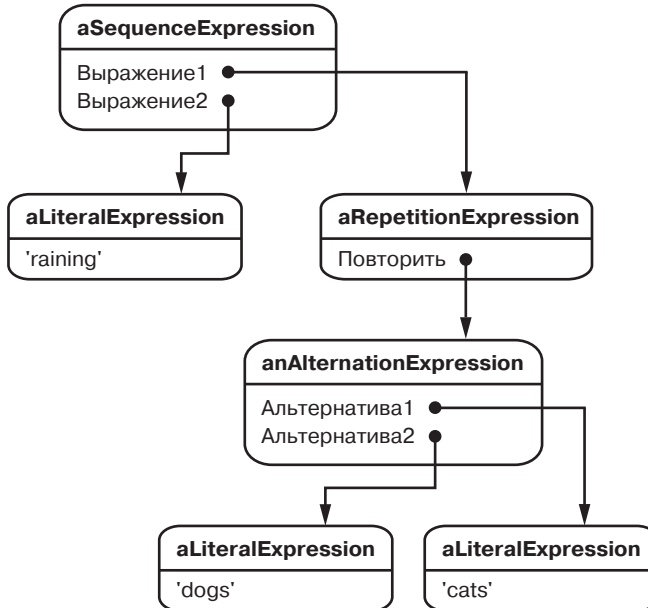 aSequenceExpression
Выражение1
Выражение2
aLiteralExpression
'raining'
aRepetitionExpression
Повторить
anAlternationExpression
Альтернатива1
Альтернатива2
aLiteralExpression
'dogs'
aLiteralExpression
'cats'